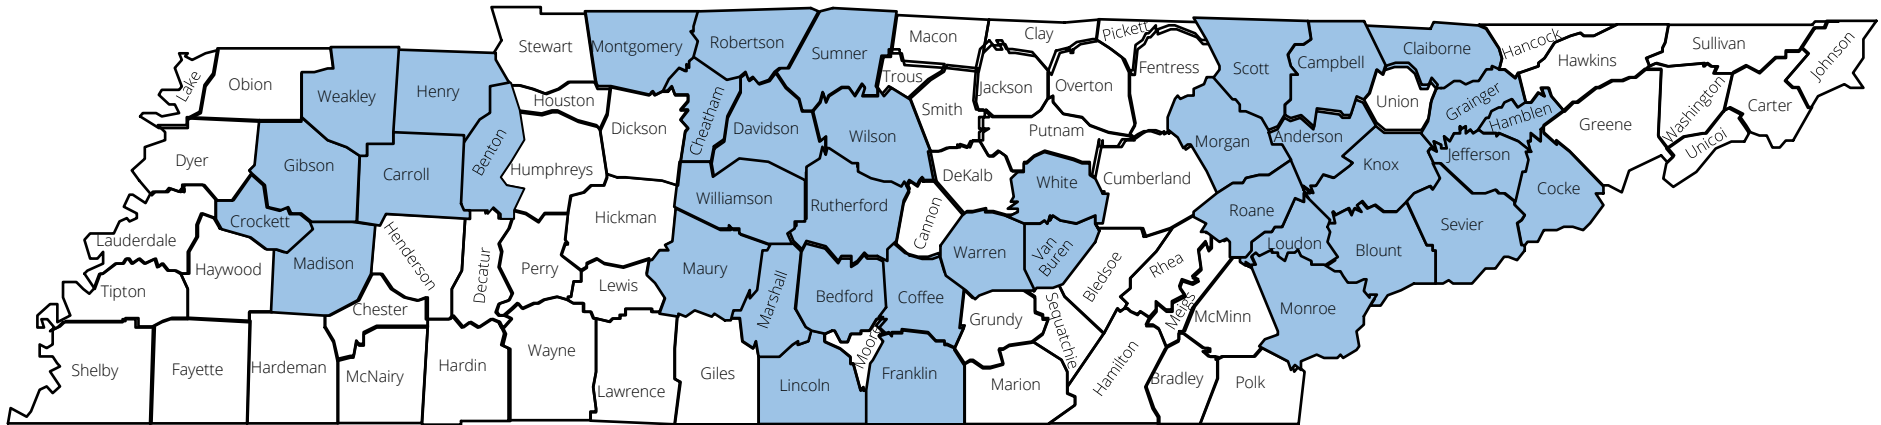 Stewart
Montgomery
Robertson
Sumner
Macon
Clay
Pickett
Fentress
Scott
Campbell
Claiborne
Hancock
Hawkins
Sullivan
Johnson
Lake
Obion
Weakley
Henry
Houston
Dickson
Cheatham
Davidson
Wilson
Trous
Smith
Jackson
Overton
Putnam
Morgan
Anderson
Union
Grainger
Hamblen
Greene
Washington
Unicoi
Carter
Dyer
Gibson
Carroll
Benton
Humphreys
Hickman
Williamson
Rutherford
Cannon
DeKalb
White
Cumberland
Roane
Knox
Jefferson
Cocke
Lauderdale
Crockett
Haywood
Madison
Henderson
Decatur
Perry
Lewis
Maury
Marshall
Bedford
Coffee
Warren
Van
Buren
Bledsoe
Rhea
Meigs
Loudon
Blount
Sevier
Tipton
Chester
Moore
Grundy
Sequatchie
McMinn
Monroe
Shelby
Fayette
Hardeman
McNairy
Hardin
Wayne
Lawrence
Giles
Lincoln
Franklin
Marion
Hamilton
Bradley
Polk